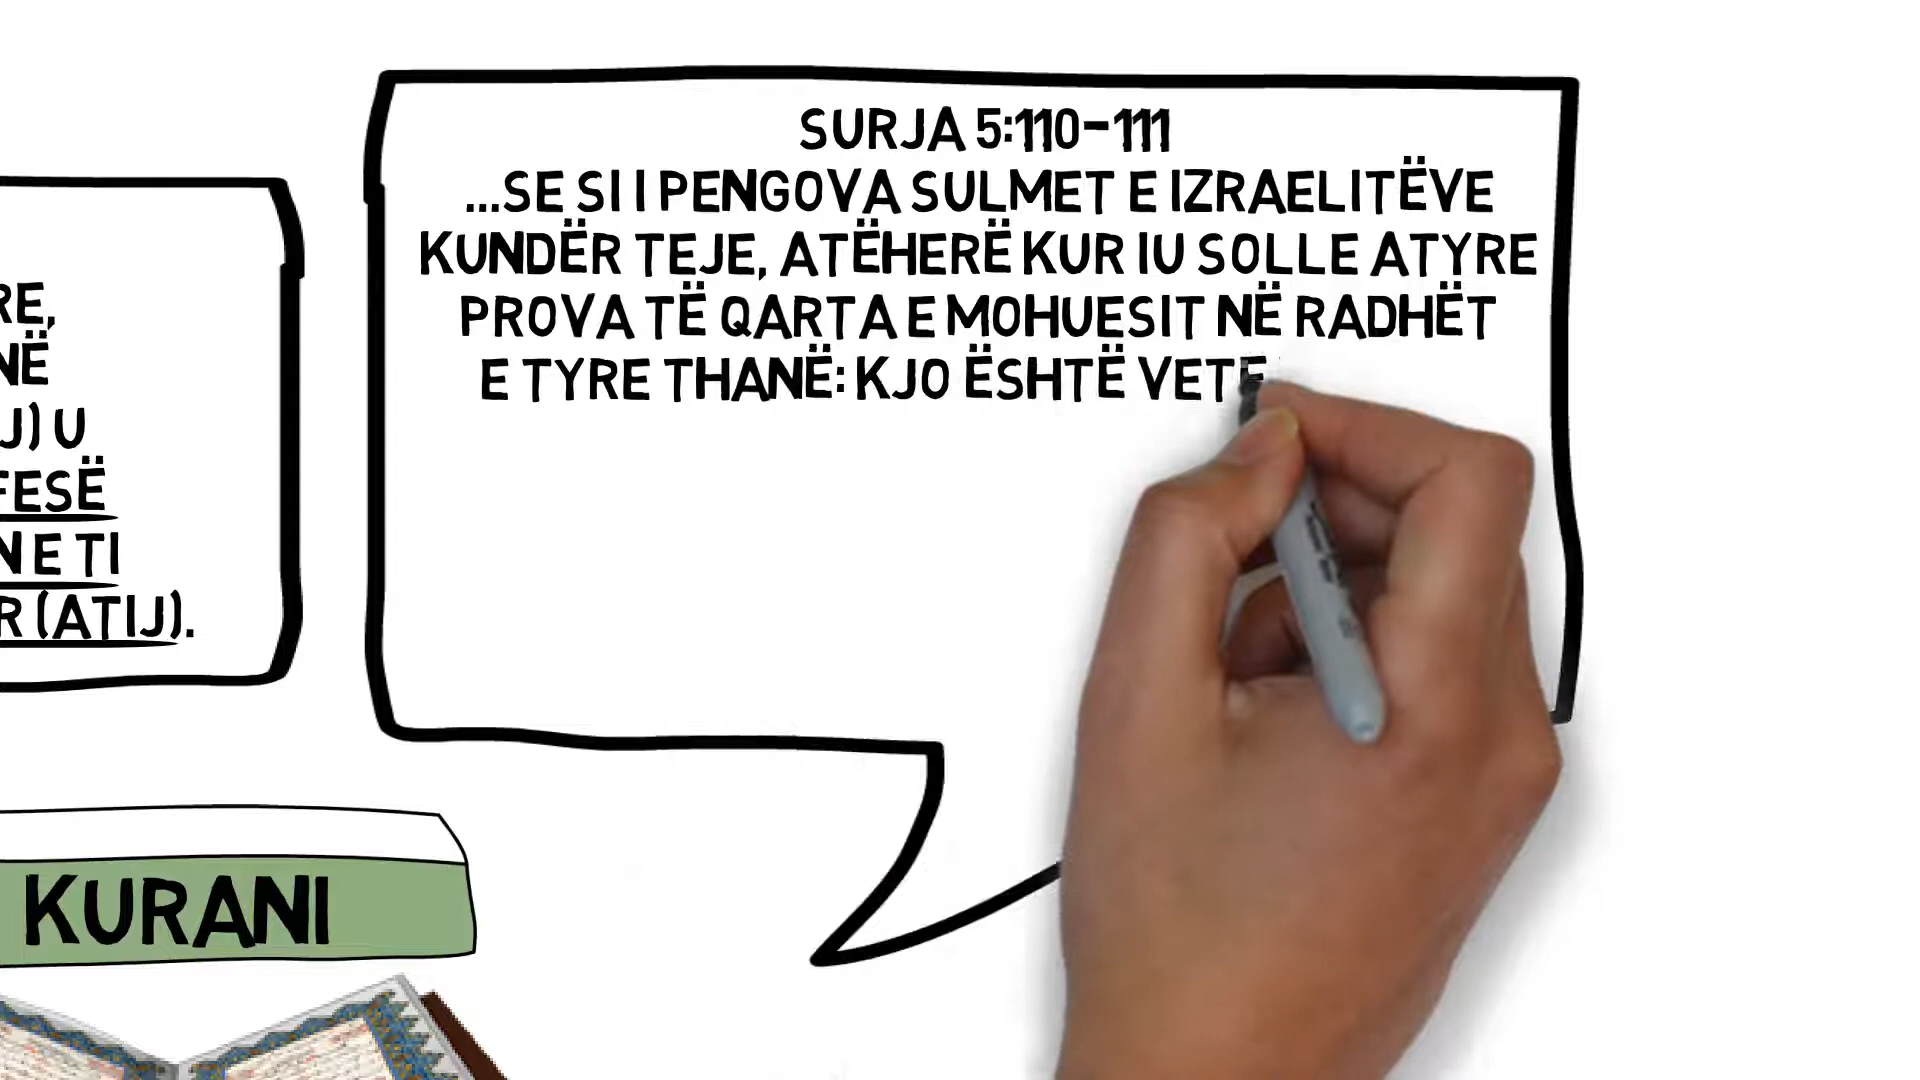 SURJA 5:110-111
...SE SI I PENGOVA SULMET E IZRAELITËVE
KUNDËR TEJE, ATËHERË KUR IU SOLLE ATYRE
PROVA TË QARTA E MOHUESIT NË RADHËT
E TYRE THANË: KJO ËSHTË VETE
RE,
NË
J) U
FESË
N E TI
R (ATIJ).
KURANI